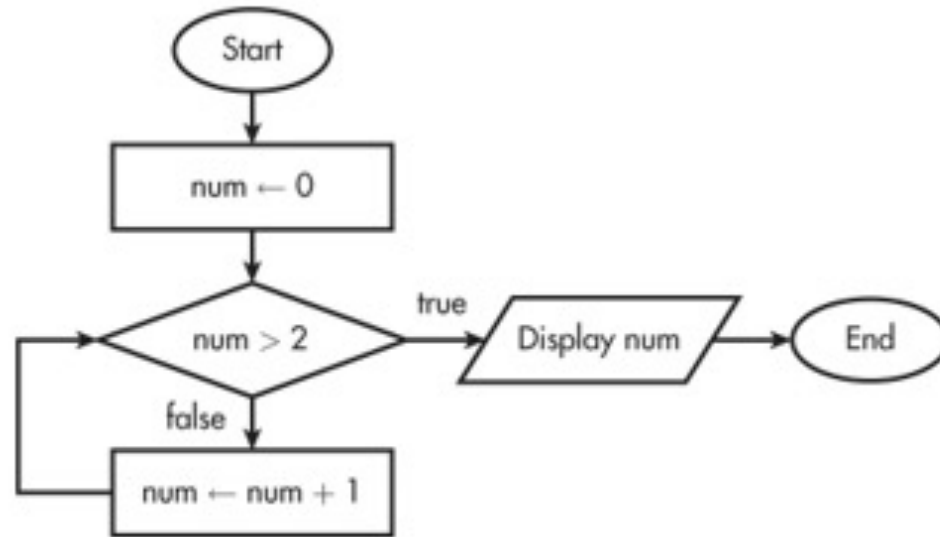 Start
num ← 0
num > 2
true
Display num
End
false
num ← num + 1